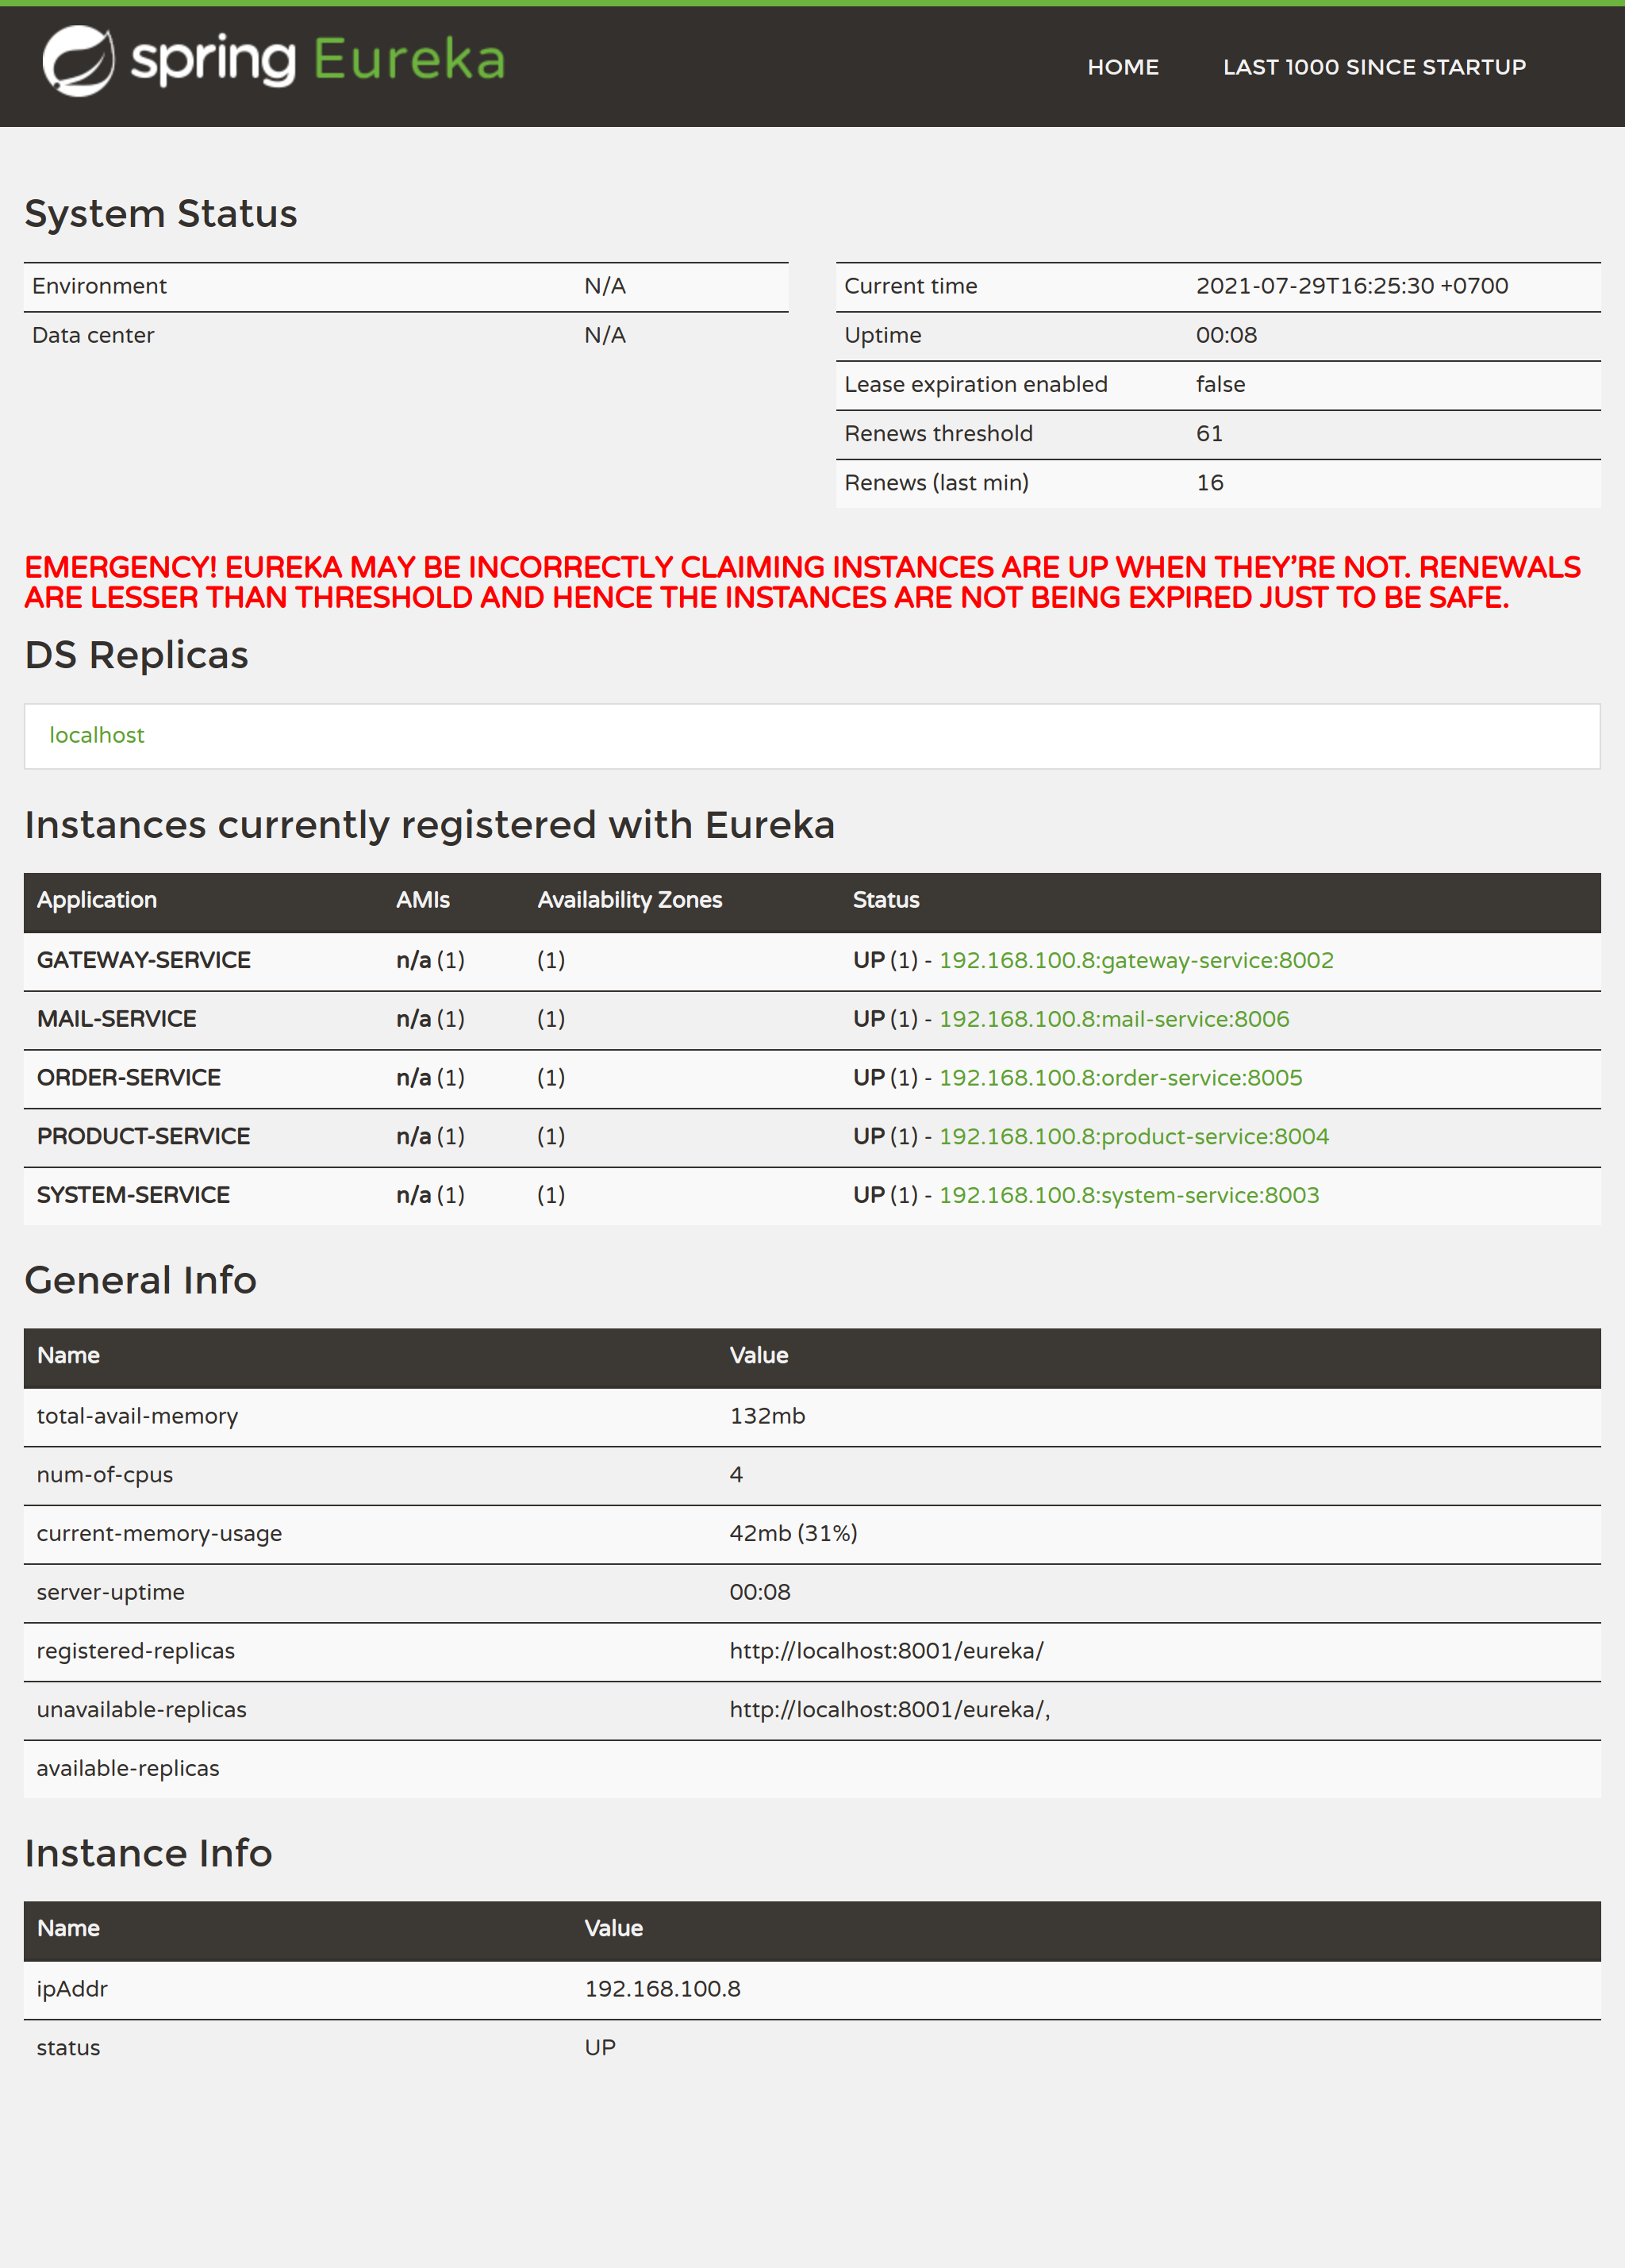 spring Eureka
HOME LAST 1000 SINCE STARTUP
System Status
Environment N/A
Data center N/A
Current time 2021-07-29T16:25:30 +0700
Uptime 00:08
Lease expiration enabled false
Renews threshold 61
Renews (last min) 16
EMERGENCY! EUREKA MAY BE INCORRECTLY CLAIMING INSTANCES ARE UP WHEN THEY’RE NOT. RENEWALS
ARE LESSER THAN THRESHOLD AND HENCE THE INSTANCES ARE NOT BEING EXPIRED JUST TO BE SAFE.
DS Replicas
localhost
Instances currently registered with Eureka
Application AMIs Availability Zones Status
GATEWAY-SERVICE n/a (1) (1) UP (1) - 192.168.100.8:gateway-service:8002
MAIL-SERVICE n/a (1) (1) UP (1) - 192.168.100.8:mail-service:8006
ORDER-SERVICE n/a (1) (1) UP (1) - 192.168.100.8:order-service:8005
PRODUCT-SERVICE n/a (1) (1) UP (1) - 192.168.100.8:product-service:8004
SYSTEM-SERVICE n/a (1) (1) UP (1) - 192.168.100.8:system-service:8003
General Info
Name Value
total-avail-memory 132mb
num-of-cpus 4
current-memory-usage 42mb (31%)
server-uptime 00:08
registered-replicas http://localhost:8001/eureka/
unavailable-replicas http://localhost:8001/eureka/,
available-replicas
Instance Info
Name Value
ipAddr 192.168.100.8
status UP